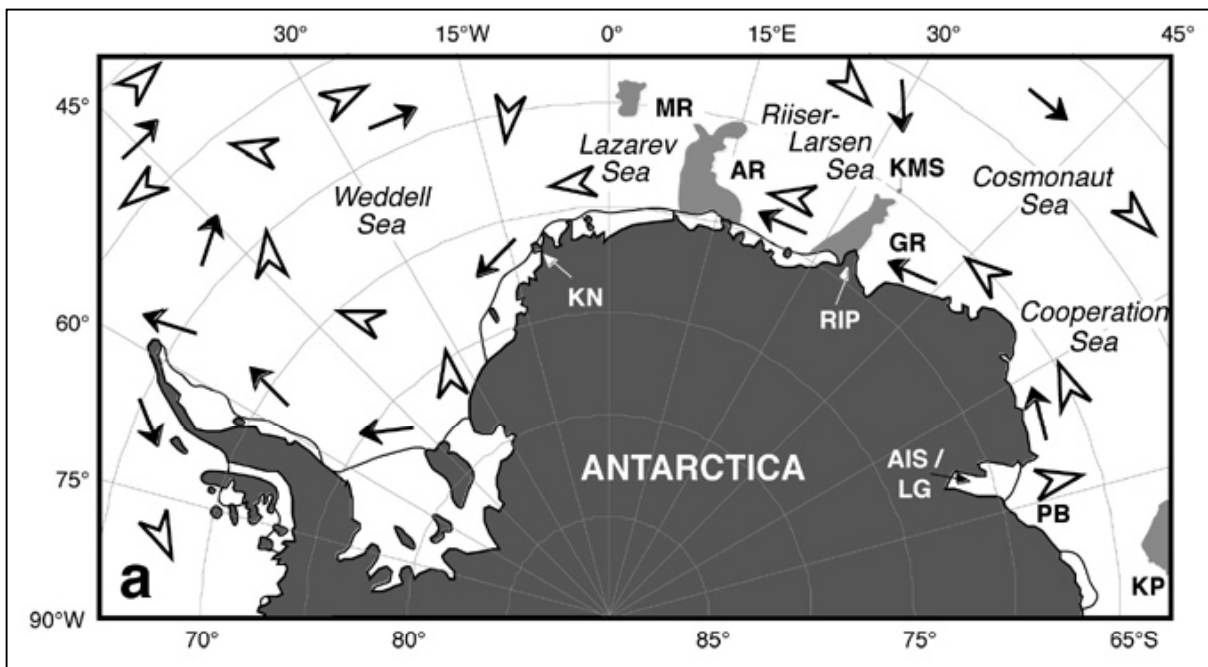 30°
15°W
0°
15°E
30°
45°
45°
MR
Riiser-
Larsen
Sea
Lazarev
Sea
AR
KMS
Weddell
Sea
Cosmonaut
Sea
GR
KN
RIP
60°
Cooperation
Sea
ANTARCTICA
AIS /
LG
75°
PB
a
KP
90°W
70°
80°
85°
75°
65°S